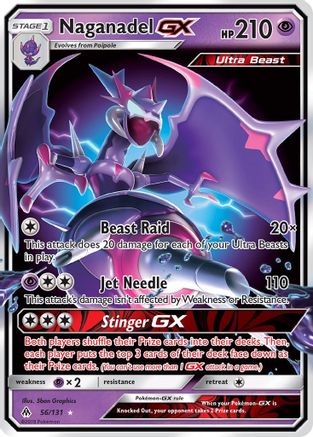 STAGE 1 Naganadel GX HP 210
Evolves from Poipole
Ultra Beast
Beast Raid 20×
This attack does 20 damage for each of your Ultra Beasts
in play.
Jet Needle 110
This attack's damage isn't affected by Weakness or Resistance.
Stinger GX
Both players shuffle their Prize cards into their decks. Then,
each player puts the top 3 cards of their deck face down as
their Prize cards. (You can't use more than 1 GX attack in a game.)
weakness ×2 resistance retreat
Illus. 5ban Graphics
Pokémon-GX rule When your Pokémon-GX is
Knocked Out, your opponent takes 2 Prize cards.
56/131
©2018 Pokémon